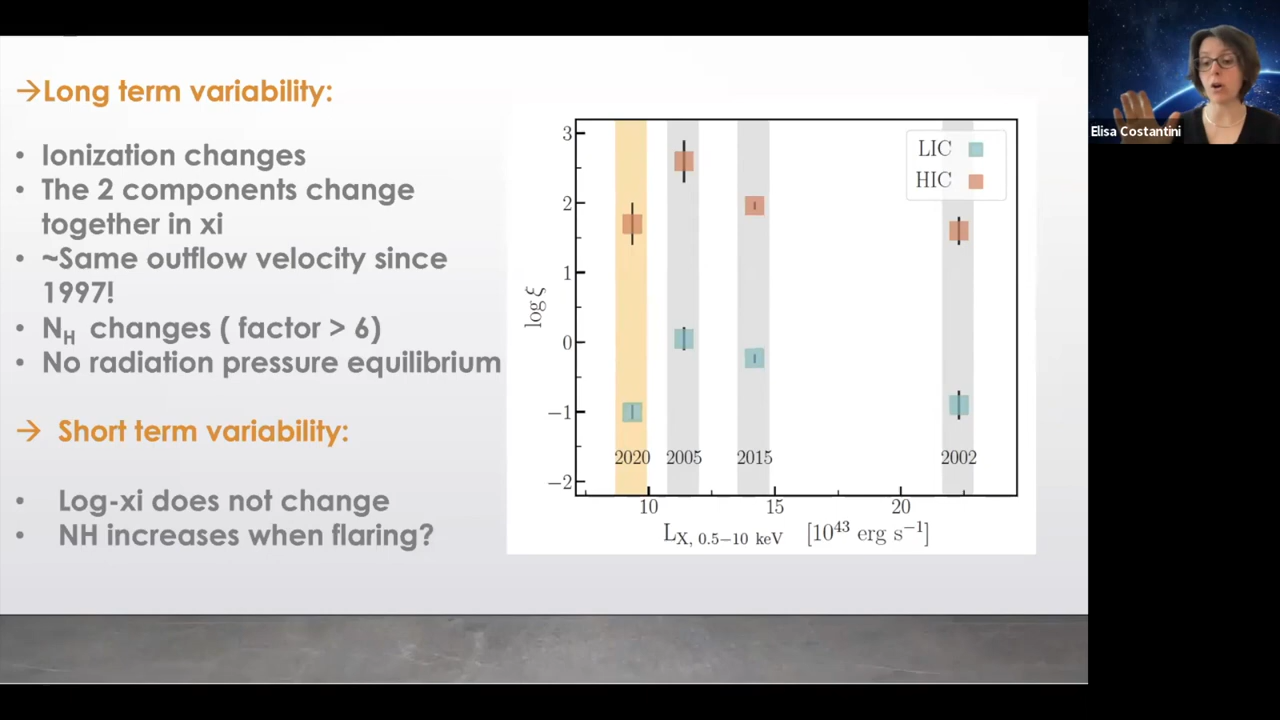 →Long term variability:
• Ionization changes
• The 2 components change
together in xi
• ~Same outflow velocity since
1997!
• NH changes ( factor > 6)
• No radiation pressure equilibrium
→ Short term variability:
• Log-xi does not change
• NH increases when flaring?
3
2
1
0
−1
−2
log ξ
LIC
HIC
2020 2005 2015 2002
10 15 20
LX, 0.5−10 keV [10^43 erg s^−1]
Elisa Costantini